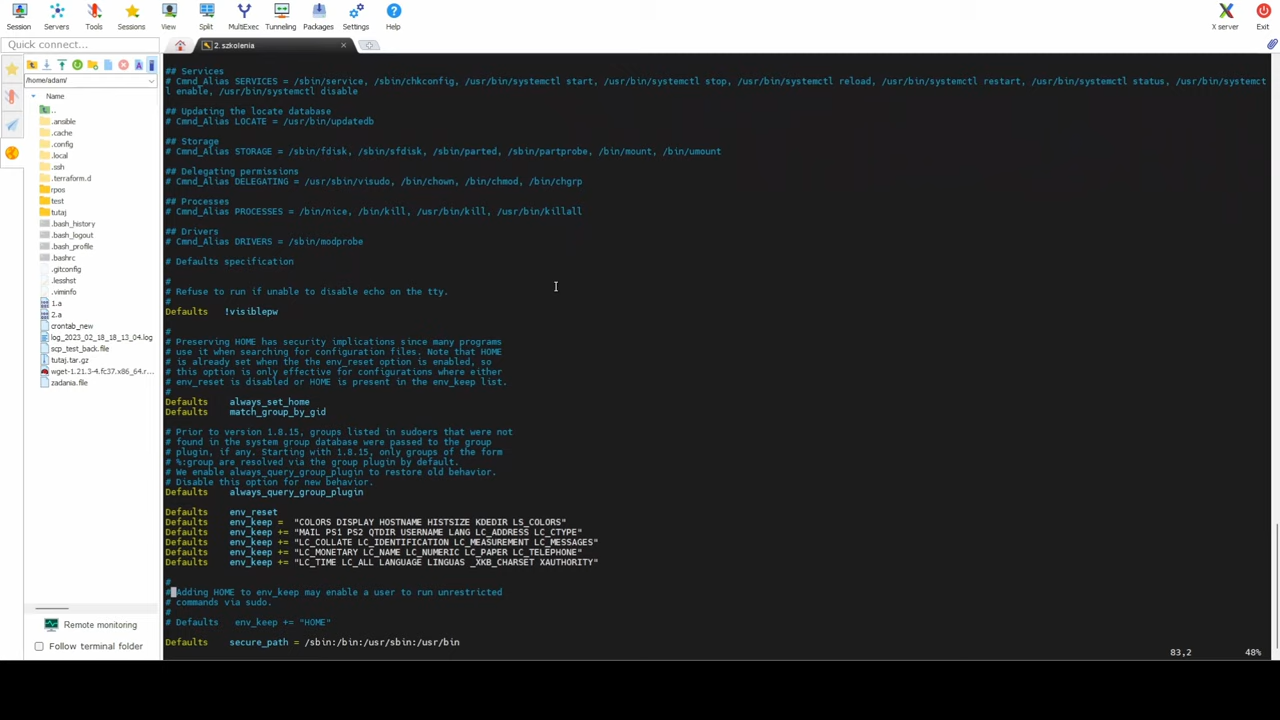 Session
Servers
Tools
Sessions
View
Split
MultiExec
Tunneling
Packages
Settings
Help
X server
Exit
Quick connect...
2. szkolenia
/home/adam/
Name
..
.ansible
.cache
.config
.local
.ssh
.terraform.d
rpos
test
tutaj
.bash_history
.bash_logout
.bash_profile
.bashrc
.gitconfig
.lesshst
.viminfo
1.a
2.a
crontab_new
log_2023_02_18_18_13_04.log
scp_test_back.file
tutaj.tar.gz
wget-1.21.3-4.fc37.x86_64.r...
zadania.file
Remote monitoring
Follow terminal folder
## Services
# Cmnd_Alias SERVICES = /sbin/service, /sbin/chkconfig, /usr/bin/systemctl start, /usr/bin/systemctl stop, /usr/bin/systemctl reload, /usr/bin/systemctl restart, /usr/bin/systemctl status, /usr/bin/systemct
l enable, /usr/bin/systemctl disable
## Updating the locate database
# Cmnd_Alias LOCATE = /usr/bin/updatedb
## Storage
# Cmnd_Alias STORAGE = /sbin/fdisk, /sbin/sfdisk, /sbin/parted, /sbin/partprobe, /bin/mount, /bin/umount
## Delegating permissions
# Cmnd_Alias DELEGATING = /usr/sbin/visudo, /bin/chown, /bin/chmod, /bin/chgrp
## Processes
# Cmnd_Alias PROCESSES = /bin/nice, /bin/kill, /usr/bin/kill, /usr/bin/killall
## Drivers
# Cmnd_Alias DRIVERS = /sbin/modprobe
# Defaults specification
#
# Refuse to run if unable to disable echo on the tty.
#
Defaults   !visiblepw
#
# Preserving HOME has security implications since many programs
# use it when searching for configuration files. Note that HOME
# is already set when the the env_reset option is enabled, so
# this option is only effective for configurations where either
# env_reset is disabled or HOME is present in the env_keep list.
#
Defaults    always_set_home
Defaults    match_group_by_gid
# Prior to version 1.8.15, groups listed in sudoers that were not
# found in the system group database were passed to the group
# plugin, if any. Starting with 1.8.15, only groups of the form
# %:group are resolved via the group plugin by default.
# We enable always_query_group_plugin to restore old behavior.
# Disable this option for new behavior.
Defaults    always_query_group_plugin
Defaults    env_reset
Defaults    env_keep =  "COLORS DISPLAY HOSTNAME HISTSIZE KDEDIR LS_COLORS"
Defaults    env_keep += "MAIL PS1 PS2 QTDIR USERNAME LANG LC_ADDRESS LC_CTYPE"
Defaults    env_keep += "LC_COLLATE LC_IDENTIFICATION LC_MEASUREMENT LC_MESSAGES"
Defaults    env_keep += "LC_MONETARY LC_NAME LC_NUMERIC LC_PAPER LC_TELEPHONE"
Defaults    env_keep += "LC_TIME LC_ALL LANGUAGE LINGUAS _XKB_CHARSET XAUTHORITY"
#
# Adding HOME to env_keep may enable a user to run unrestricted
# commands via sudo.
#
# Defaults   env_keep += "HOME"
Defaults    secure_path = /sbin:/bin:/usr/sbin:/usr/bin
83,2
48%